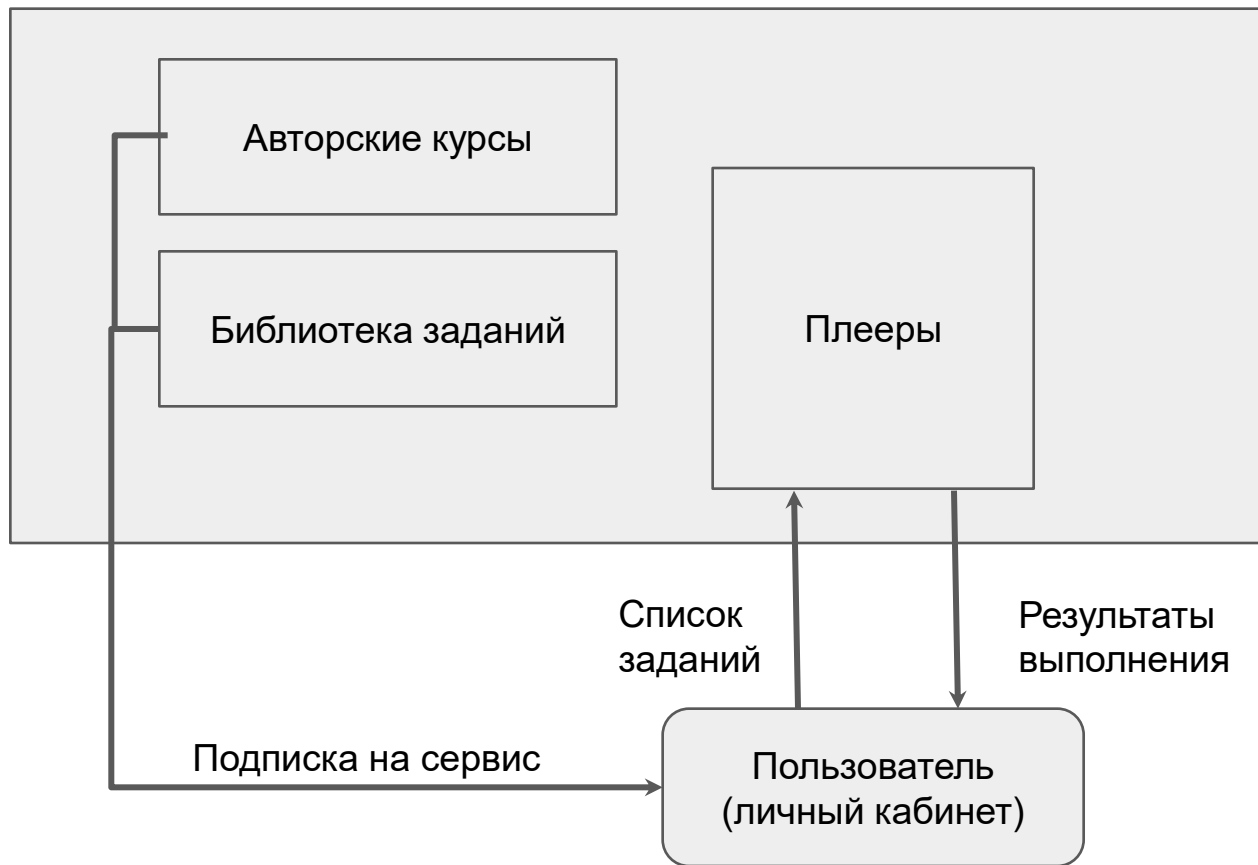 Авторские курсы
Библиотека заданий
Плееры
Список
заданий
Результаты
выполнения
Подписка на сервис
Пользователь
(личный кабинет)